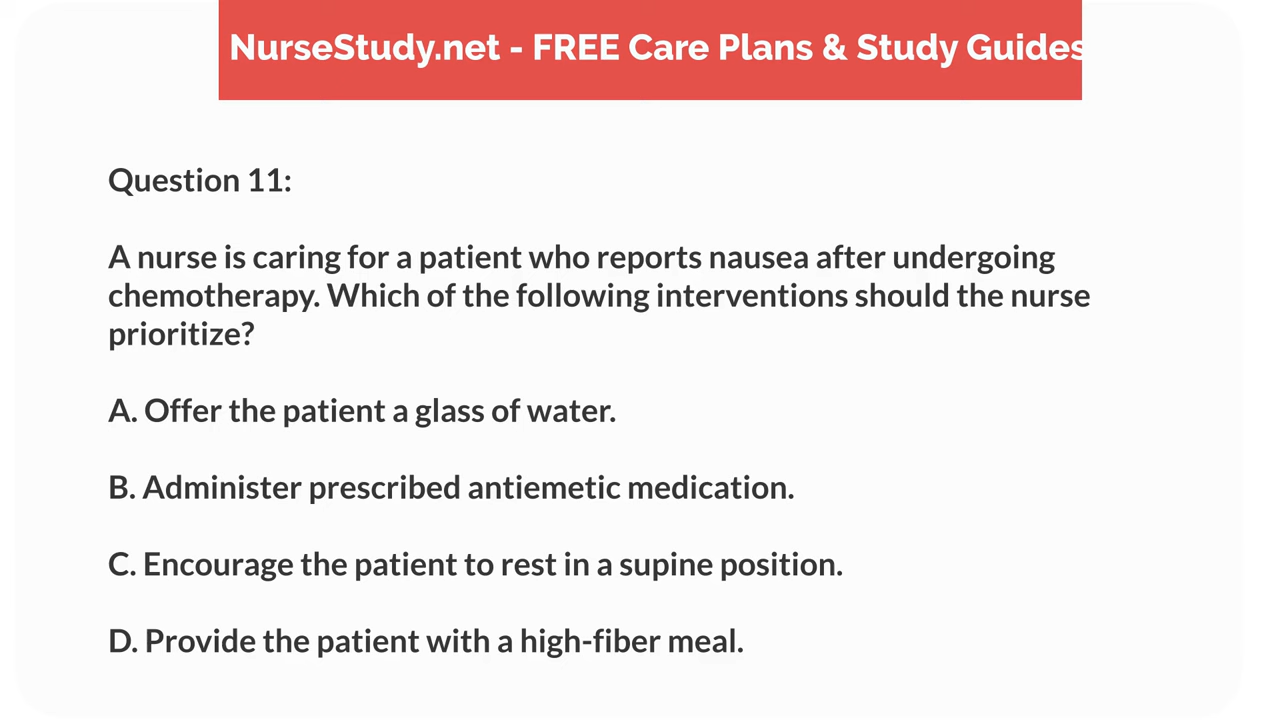 NurseStudy.net - FREE Care Plans & Study Guides
Question 11:
A nurse is caring for a patient who reports nausea after undergoing
chemotherapy. Which of the following interventions should the nurse
prioritize?
A. Offer the patient a glass of water.
B. Administer prescribed antiemetic medication.
C. Encourage the patient to rest in a supine position.
D. Provide the patient with a high-fiber meal.